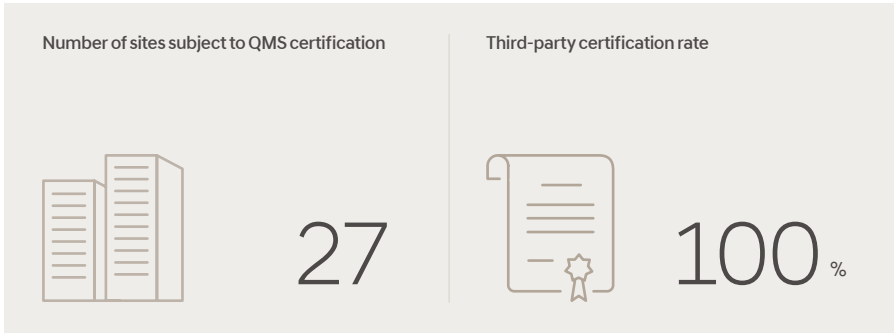 Number of sites subject to QMS certification
27
Third-party certification rate
100 %